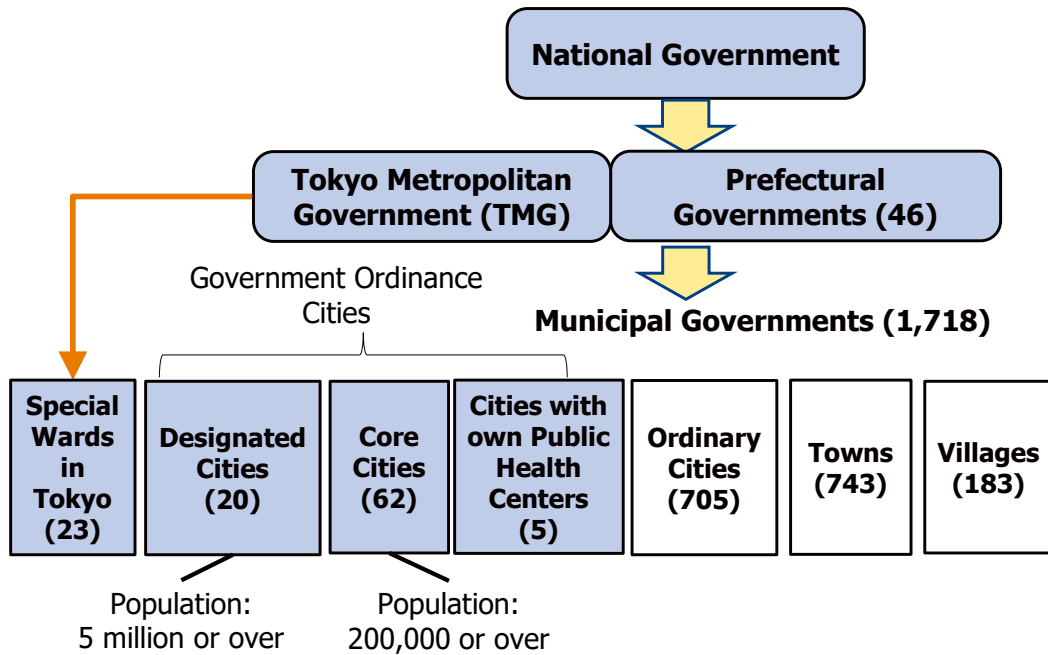 National Government
Tokyo Metropolitan
Government (TMG)
Prefectural
Governments (46)
Government Ordinance
Cities
Municipal Governments (1,718)
Special
Wards
in
Tokyo
(23)
Designated
Cities
(20)
Core
Cities
(62)
Cities with
own Public
Health
Centers
(5)
Ordinary
Cities
(705)
Towns
(743)
Villages
(183)
Population:
5 million or over
Population:
200,000 or over